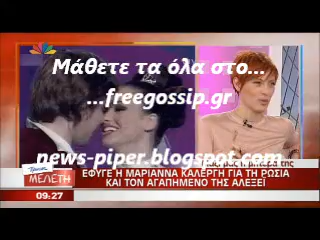 Μάθετε τα όλα στο...
...freegossip.gr
news-piper.blogspot.com
ΜΕΛΕΤΗ
ΕΦΥΓΕ Η ΜΑΡΙΑΝΝΑ ΚΑΛΕΡΓΗ ΓΙΑ ΤΗ ΡΩΣΙΑ
ΚΑΙ ΤΟΝ ΑΓΑΠΗΜΕΝΟ ΤΗΣ ΑΛΕΞΕΪ
09:27